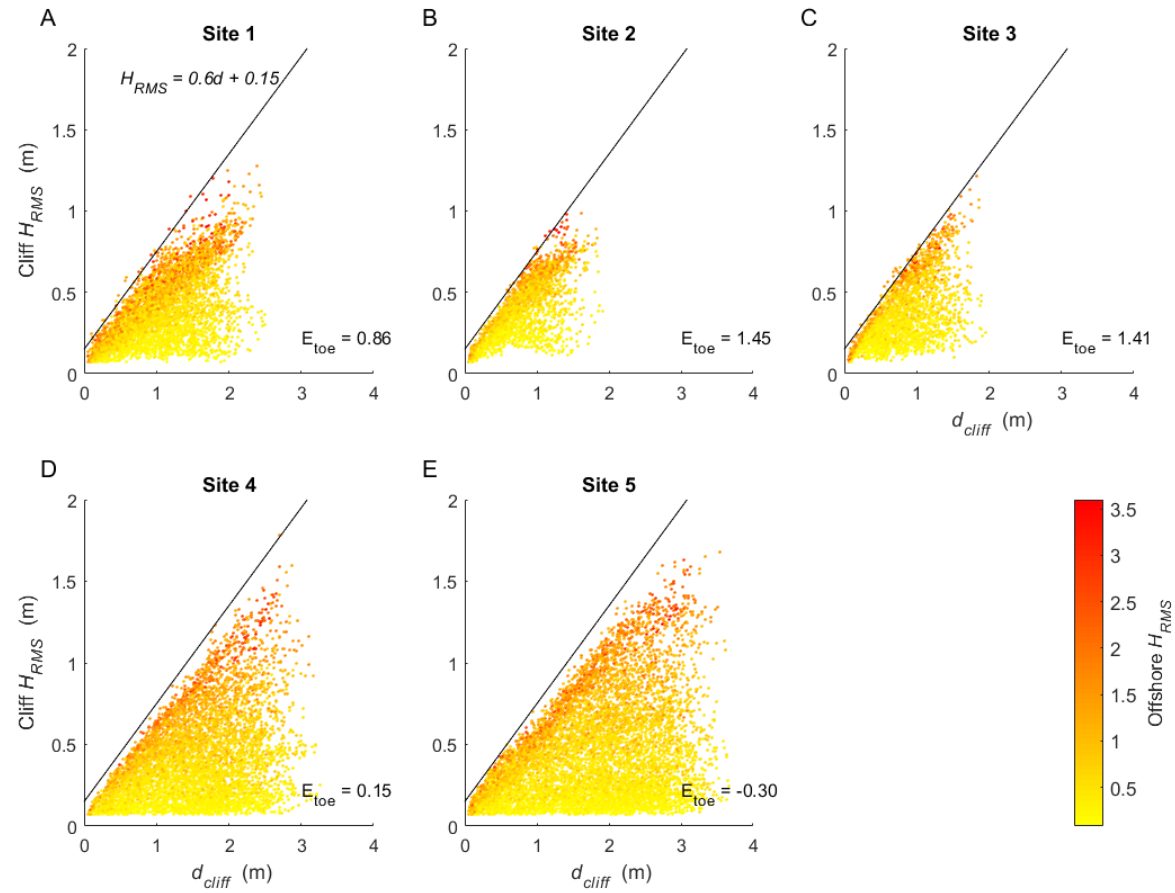 A
Site 1
H_RMS = 0.6d + 0.15
Cliff H_RMS (m)
2
1.5
1
0.5
0
E_toe = 0.86
0 1 2 3 4
B
Site 2
2
1.5
1
0.5
0
E_toe = 1.45
0 1 2 3 4
C
Site 3
2
1.5
1
0.5
0
E_toe = 1.41
0 1 2 3 4
d_cliff (m)
D
Site 4
Cliff H_RMS (m)
2
1.5
1
0.5
0
E_toe = 0.15
0 1 2 3 4
d_cliff (m)
E
Site 5
2
1.5
1
0.5
0
E_toe = -0.30
0 1 2 3 4
d_cliff (m)
3.5
3
2.5
2
1.5
1
0.5
Offshore H_RMS